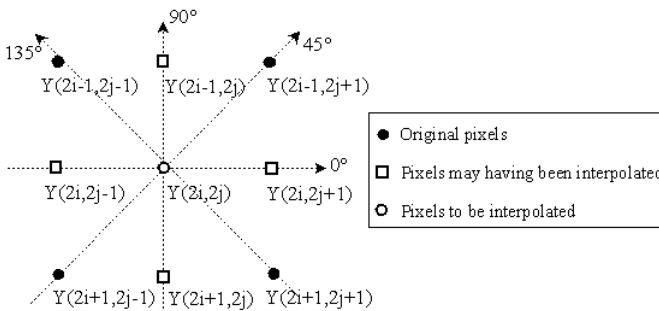 90°
135°
45°
Y(2i-1,2j-1)
Y(2i-1,2j)
Y(2i-1,2j+1)
Original pixels
0°
Pixels may having been interpolated
Y(2i,2j-1)
Y(2i,2j)
Y(2i,2j+1)
Pixels to be interpolated
Y(2i+1,2j-1)
Y(2i+1,2j)
Y(2i+1,2j+1)